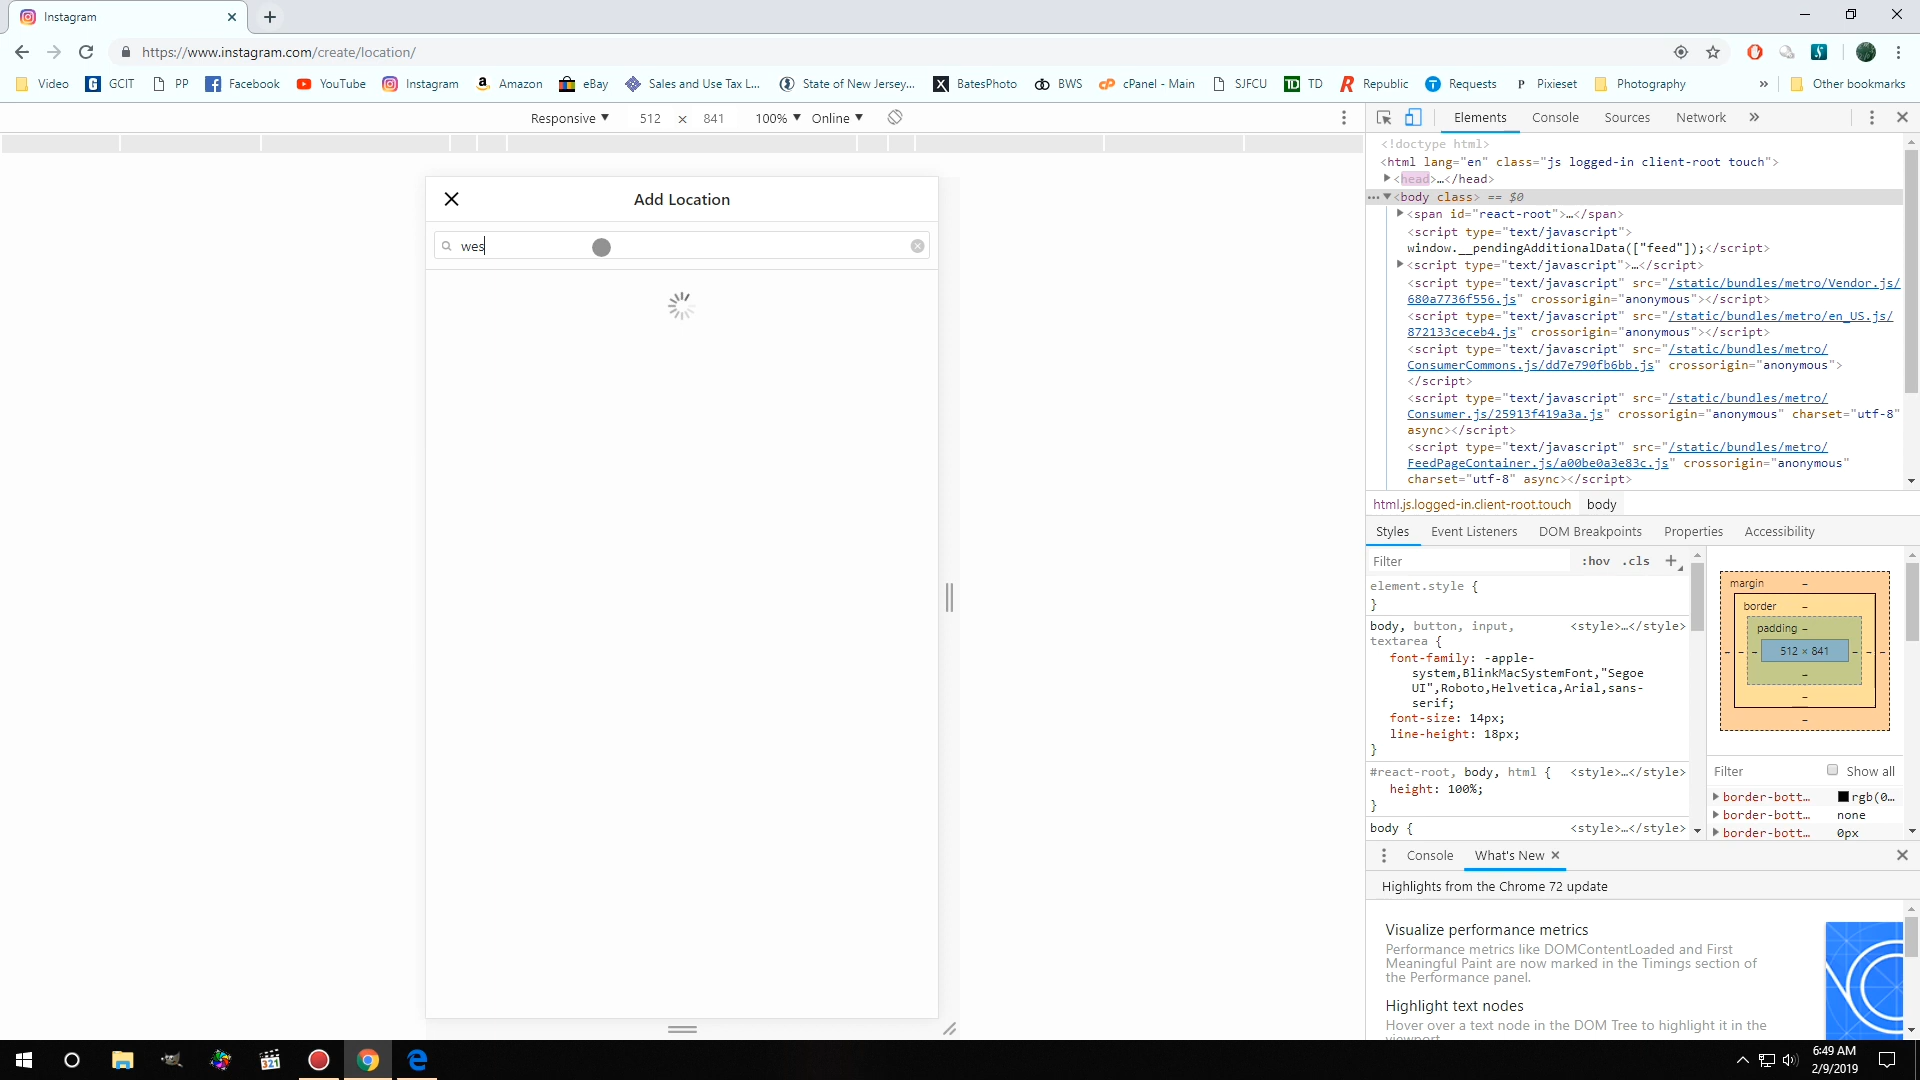 Instagram
https://www.instagram.com/create/location/
Video GCIT PP Facebook YouTube Instagram Amazon eBay Sales and Use Tax L... State of New Jersey... BatesPhoto BWS cPanel - Main SJFCU TD Republic Requests Pixieset Photography » Other bookmarks
Responsive ▼ 512 × 841 100% ▼ Online ▼
Elements Console Sources Network »
Add Location
wes
<!doctype html>
<html lang="en" class="js logged-in client-root touch">
▶<head>…</head>
…▼<body class> == $0
▶<span id="react-root">…</span>
<script type="text/javascript">
window.__pendingAdditionalData(["feed"]);</script>
▶<script type="text/javascript">…</script>
<script type="text/javascript" src="/static/bundles/metro/Vendor.js/
680a7736f556.js" crossorigin="anonymous"></script>
<script type="text/javascript" src="/static/bundles/metro/en_US.js/
872133ceceb4.js" crossorigin="anonymous"></script>
<script type="text/javascript" src="/static/bundles/metro/
ConsumerCommons.js/dd7e790fb6bb.js" crossorigin="anonymous">
</script>
<script type="text/javascript" src="/static/bundles/metro/
Consumer.js/25913f419a3a.js" crossorigin="anonymous" charset="utf-8"
async></script>
<script type="text/javascript" src="/static/bundles/metro/
FeedPageContainer.js/a00be0a3e83c.js" crossorigin="anonymous"
charset="utf-8" async></script>
html.js.logged-in.client-root.touch body
Styles Event Listeners DOM Breakpoints Properties Accessibility
Filter :hov .cls +
element.style {
}
body, button, input, <style>…</style>
textarea {
font-family: -apple-
system,BlinkMacSystemFont,"Segoe
UI",Roboto,Helvetica,Arial,sans-
serif;
font-size: 14px;
line-height: 18px;
}
#react-root, body, html { <style>…</style>
height: 100%;
}
body { <style>…</style>
margin –
border –
padding –
– – – 512 × 841 – – –
–
–
–
Filter Show all
▶border-bott… rgb(0…
▶border-bott… none
▶border-bott… 0px
Console What's New ×
Highlights from the Chrome 72 update
Visualize performance metrics
Performance metrics like DOMContentLoaded and First
Meaningful Paint are now marked in the Timings section of
the Performance panel.
Highlight text nodes
Hover over a text node in the DOM Tree to highlight it in the
viewport.
321
6:49 AM
2/9/2019